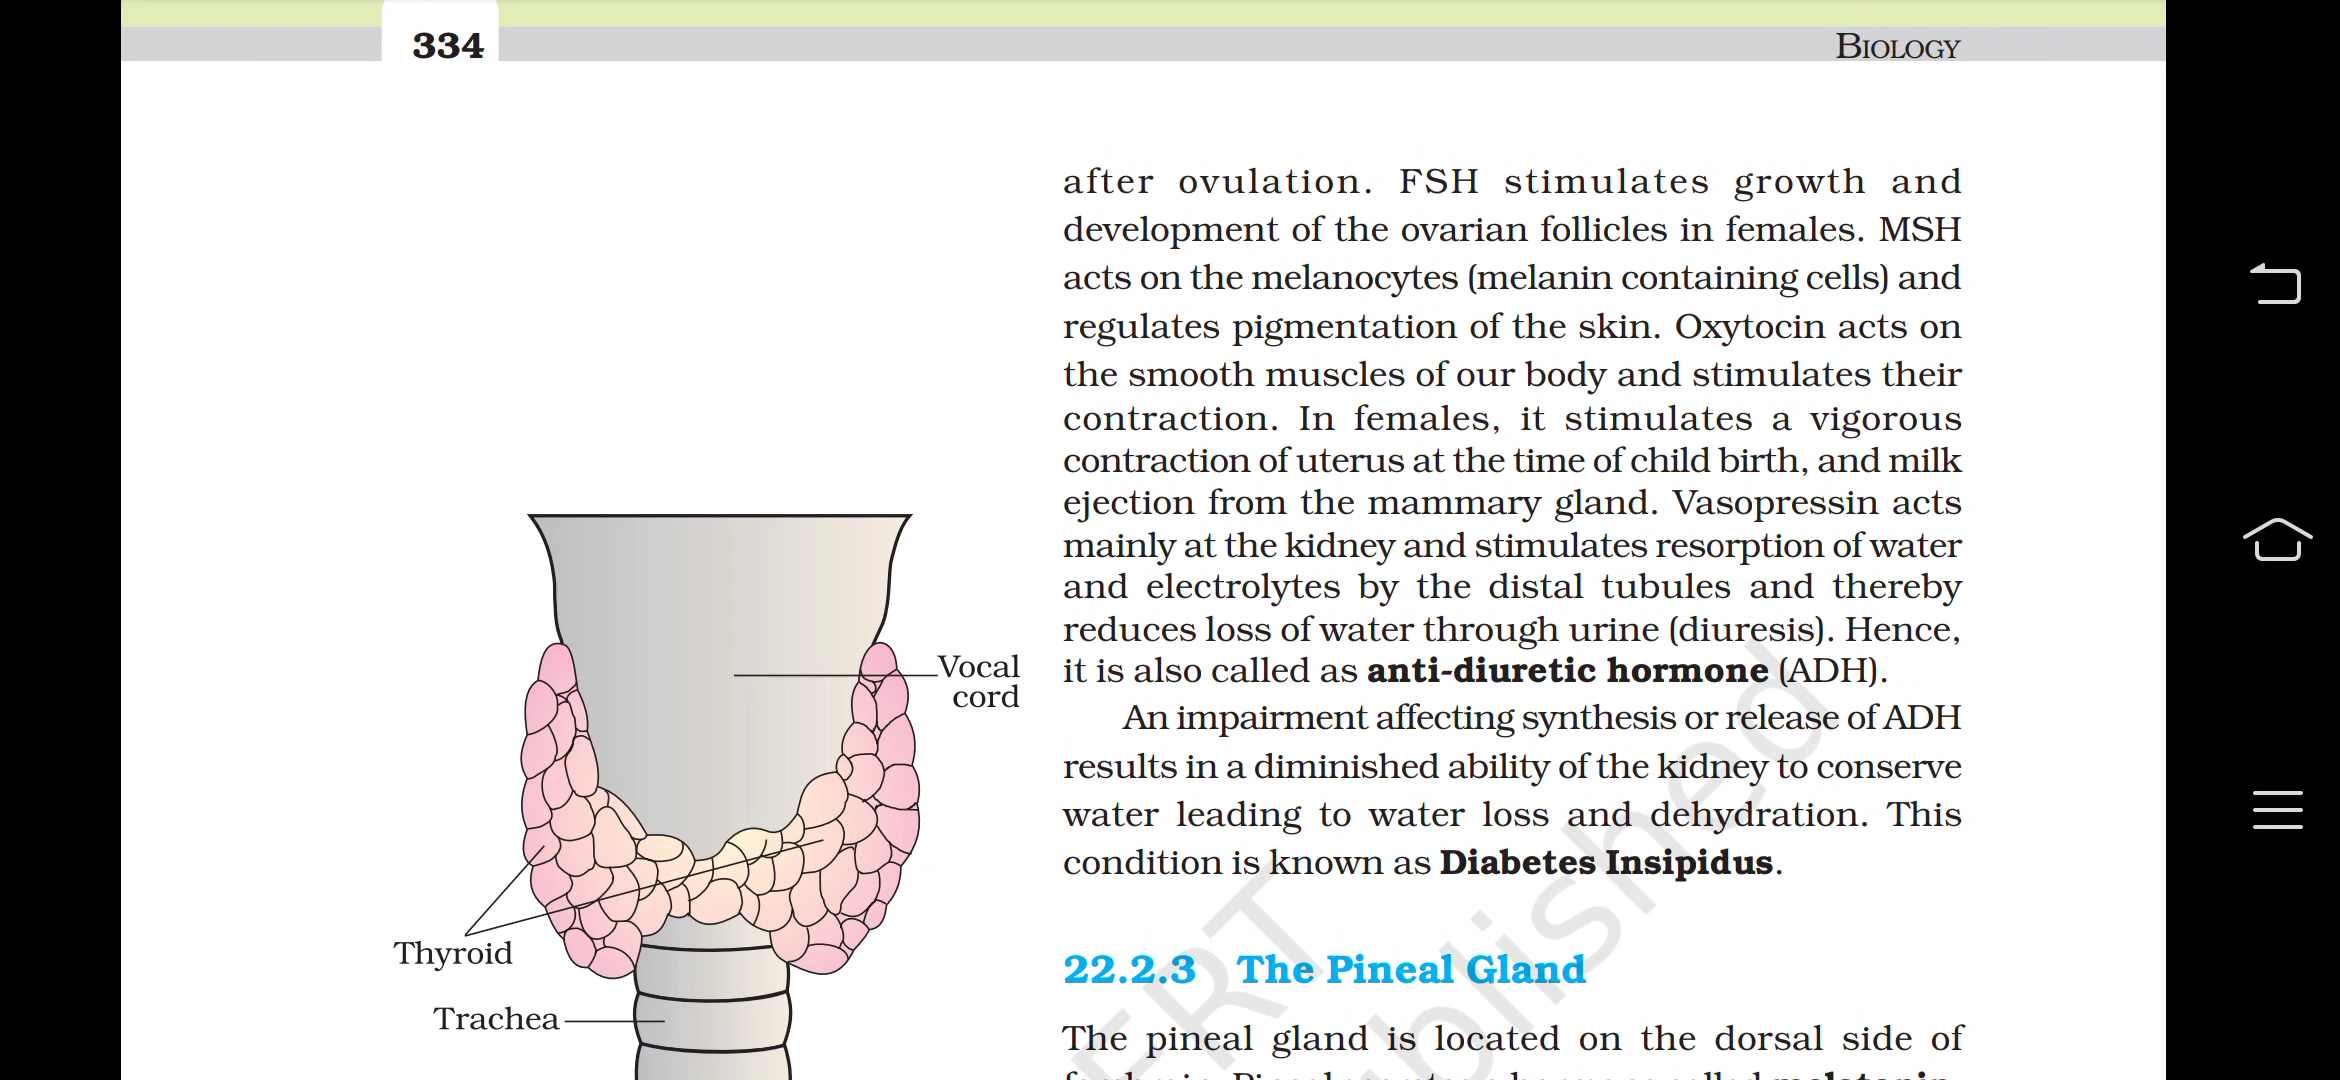 334
BIOLOGY
after ovulation. FSH stimulates growth and
development of the ovarian follicles in females. MSH
acts on the melanocytes (melanin containing cells) and
regulates pigmentation of the skin. Oxytocin acts on
the smooth muscles of our body and stimulates their
contraction. In females, it stimulates a vigorous
contraction of uterus at the time of child birth, and milk
ejection from the mammary gland. Vasopressin acts
mainly at the kidney and stimulates resorption of water
and electrolytes by the distal tubules and thereby
reduces loss of water through urine (diuresis). Hence,
it is also called as anti-diuretic hormone (ADH).
An impairment affecting synthesis or release of ADH
results in a diminished ability of the kidney to conserve
water leading to water loss and dehydration. This
condition is known as Diabetes Insipidus.
22.2.3 The Pineal Gland
The pineal gland is located on the dorsal side of
Vocal
cord
Thyroid
Trachea